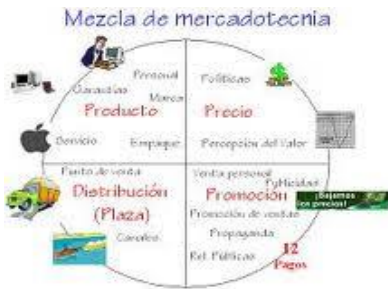 Mezcla de mercadotecnia
Personal
Garantías
Marca
Producto
Servicio
Empaque
Políticas
Precio
Percepción del Valor
Punto de venta
Distribución
(Plaza)
Canales
Venta personal
Publicidad
Promoción
¡Bajamos
los precios!
Promoción de ventas
Propaganda
Rel. Públicas
12
Pagos